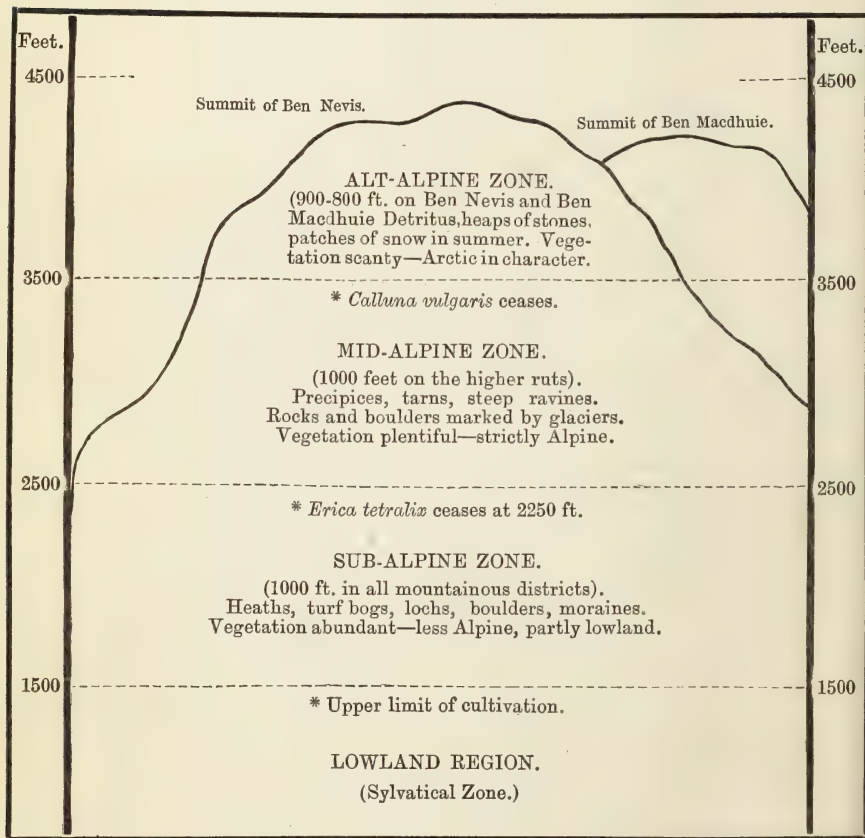 Feet. Feet.
4500 4500
Summit of Ben Nevis.
Summit of Ben Macdhuie.
ALT-ALPINE ZONE.
(900-800 ft. on Ben Nevis and Ben
Macdhuie Detritus, heaps of stones,
patches of snow in summer. Vege-
tation scanty—Arctic in character.
3500 3500
* Calluna vulgaris ceases.
MID-ALPINE ZONE.
(1000 feet on the higher ruts).
Precipices, tarns, steep ravines.
Rocks and boulders marked by glaciers.
Vegetation plentiful—strictly Alpine.
2500 2500
* Erica tetralix ceases at 2250 ft.
SUB-ALPINE ZONE.
(1000 ft. in all mountainous districts).
Heaths, turf bogs, lochs, boulders, moraines.
Vegetation abundant—less Alpine, partly lowland.
1500 1500
* Upper limit of cultivation.
LOWLAND REGION.
(Sylvatical Zone.)